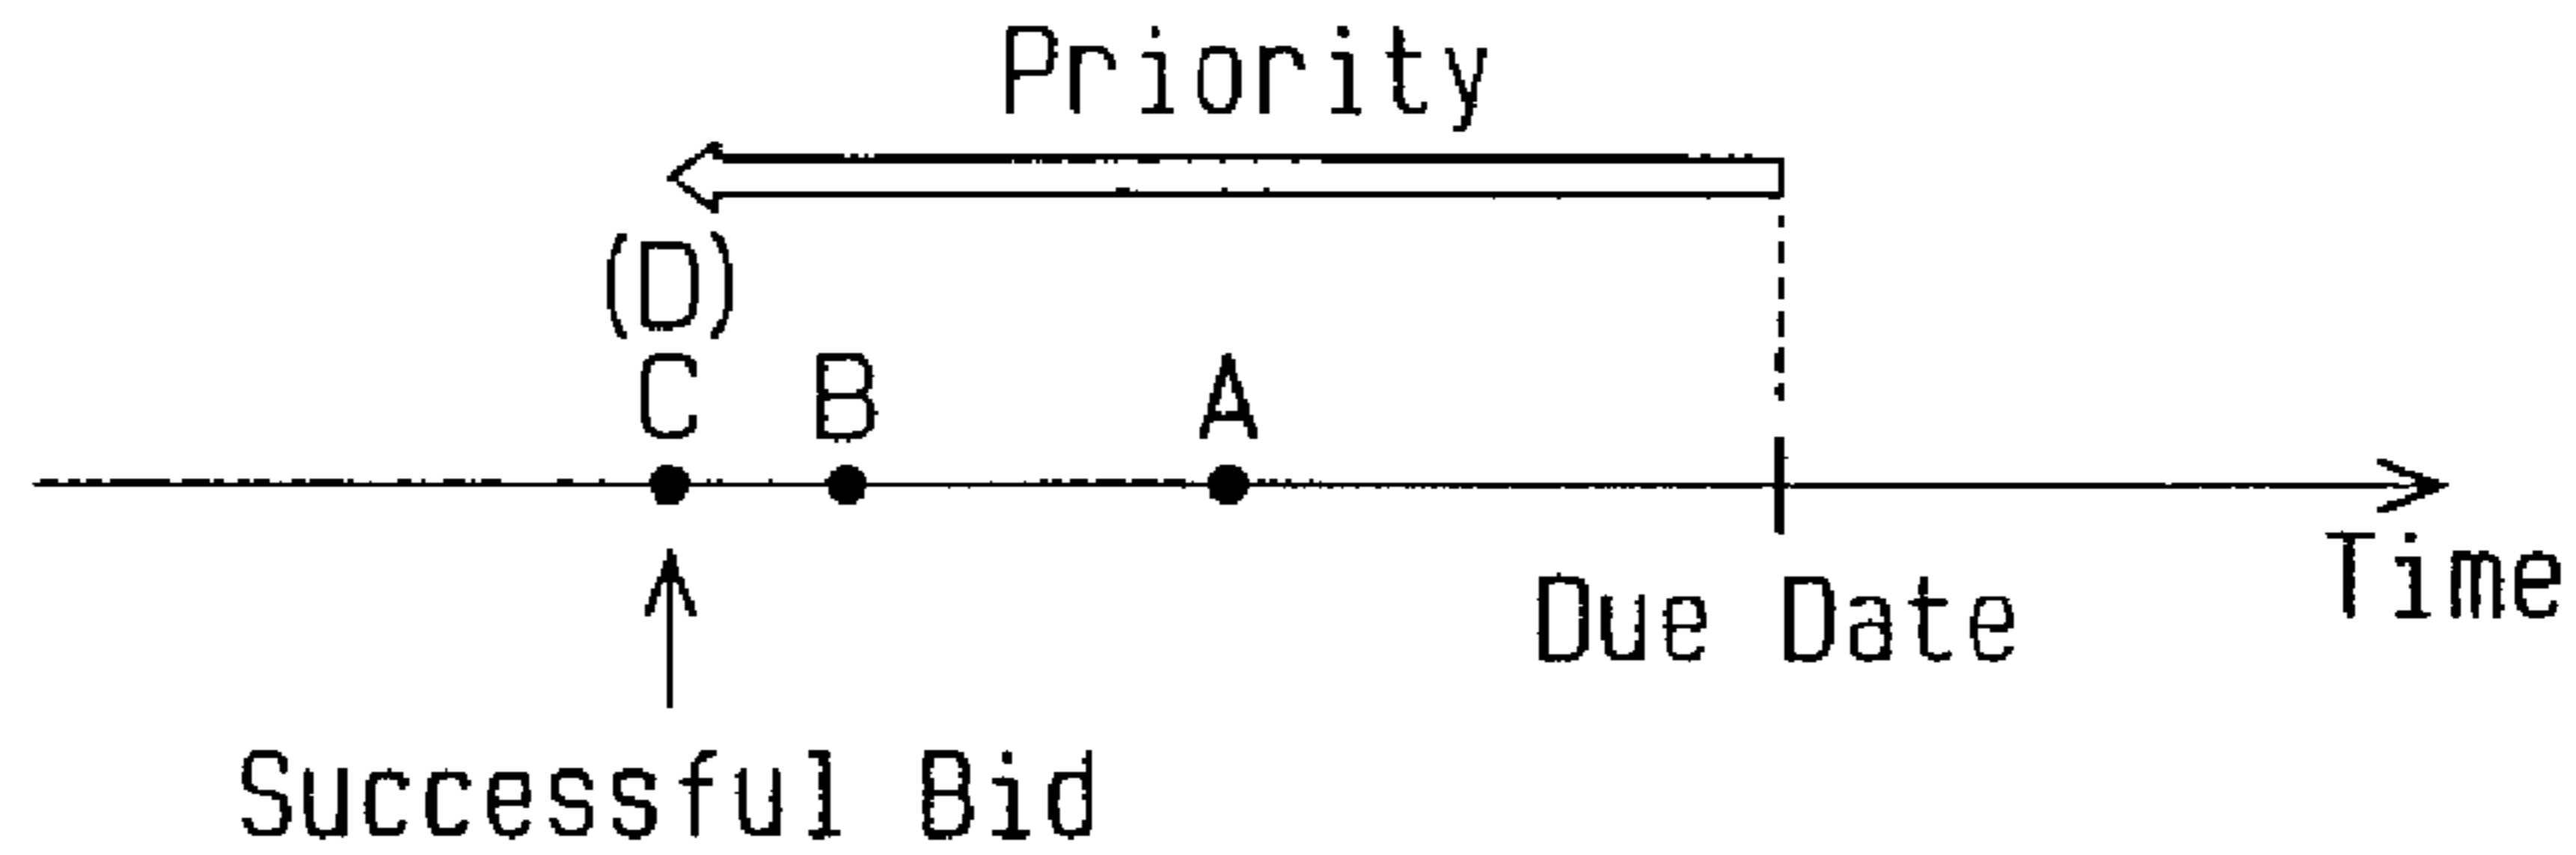 Priority
(D)
C B A
Due Date
Time
Successful Bid